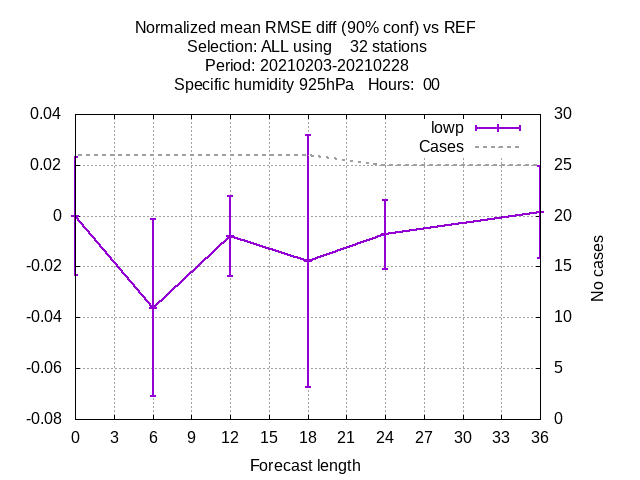 Normalized mean RMSE diff (90% conf) vs REF
Selection: ALL using    32 stations
Period: 20210203-20210228
Specific humidity 925hPa   Hours:  00
0.04
0.02
0
-0.02
-0.04
-0.06
-0.08
lowp
Cases
30
25
20
15
10
5
0
No cases
0 3 6 9 12 15 18 21 24 27 30 33 36
Forecast length